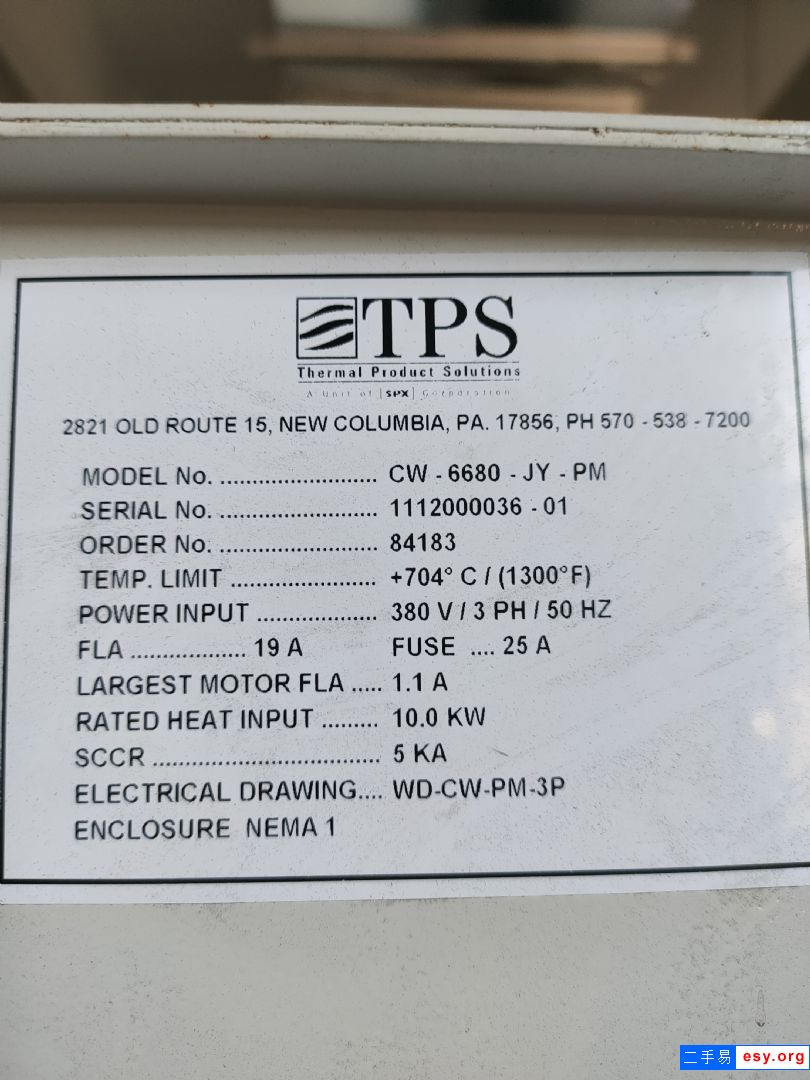 TPS
Thermal Product Solutions
A Unit of SPX Corporation
2821 OLD ROUTE 15, NEW COLUMBIA, PA. 17856, PH 570 - 538 - 7200
MODEL No. ........................ CW - 6680 - JY - PM
SERIAL No. ........................ 1112000036 - 01
ORDER No. ........................ 84183
TEMP. LIMIT ...................... +704° C / (1300°F)
POWER INPUT .................. 380 V / 3 PH / 50 HZ
FLA ................. 19 A FUSE .... 25 A
LARGEST MOTOR FLA ..... 1.1 A
RATED HEAT INPUT ......... 10.0 KW
SCCR ................................... 5 KA
ELECTRICAL DRAWING.... WD-CW-PM-3P
ENCLOSURE NEMA 1
二手易 esy.org